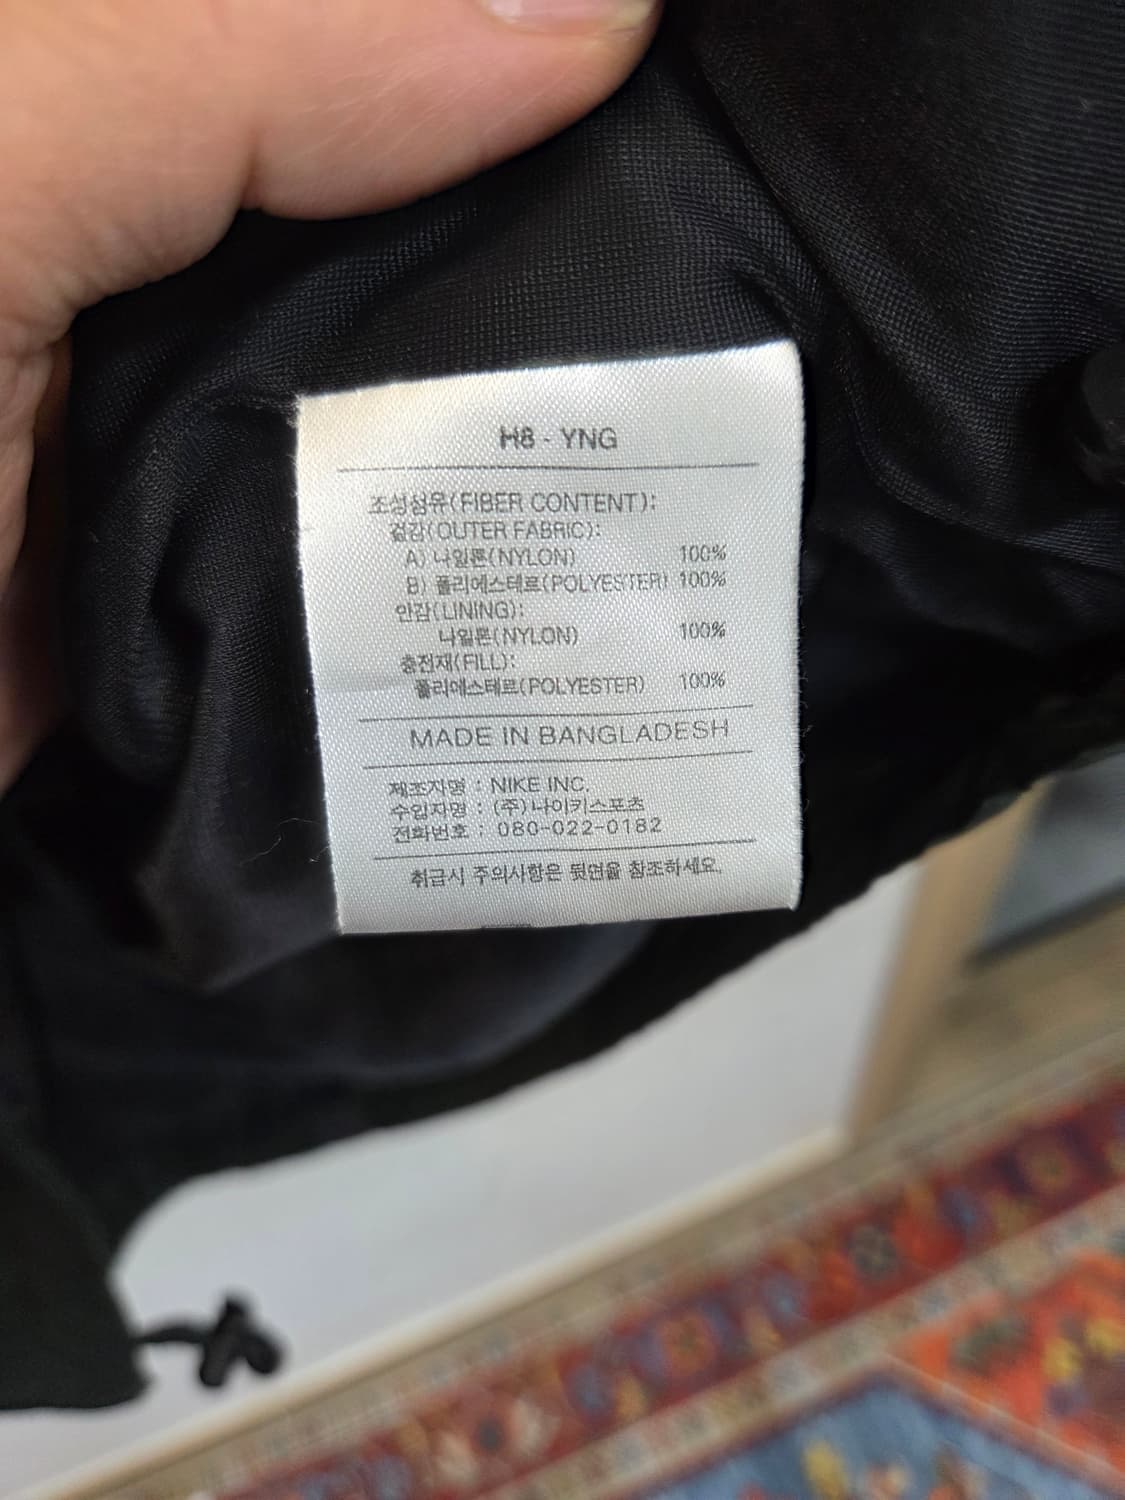 H8 - YNG
조성섬유(FIBER CONTENT):
겉감(OUTER FABRIC):
A) 나일론(NYLON) 100%
B) 폴리에스테르(POLYESTER) 100%
안감(LINING):
나일론(NYLON) 100%
충전재(FILL):
폴리에스테르(POLYESTER) 100%
MADE IN BANGLADESH
제조자명 : NIKE INC.
수입자명 : (주)나이키스포츠
전화번호 : 080-022-0182
취급시 주의사항은 뒷면을 참조하세요.